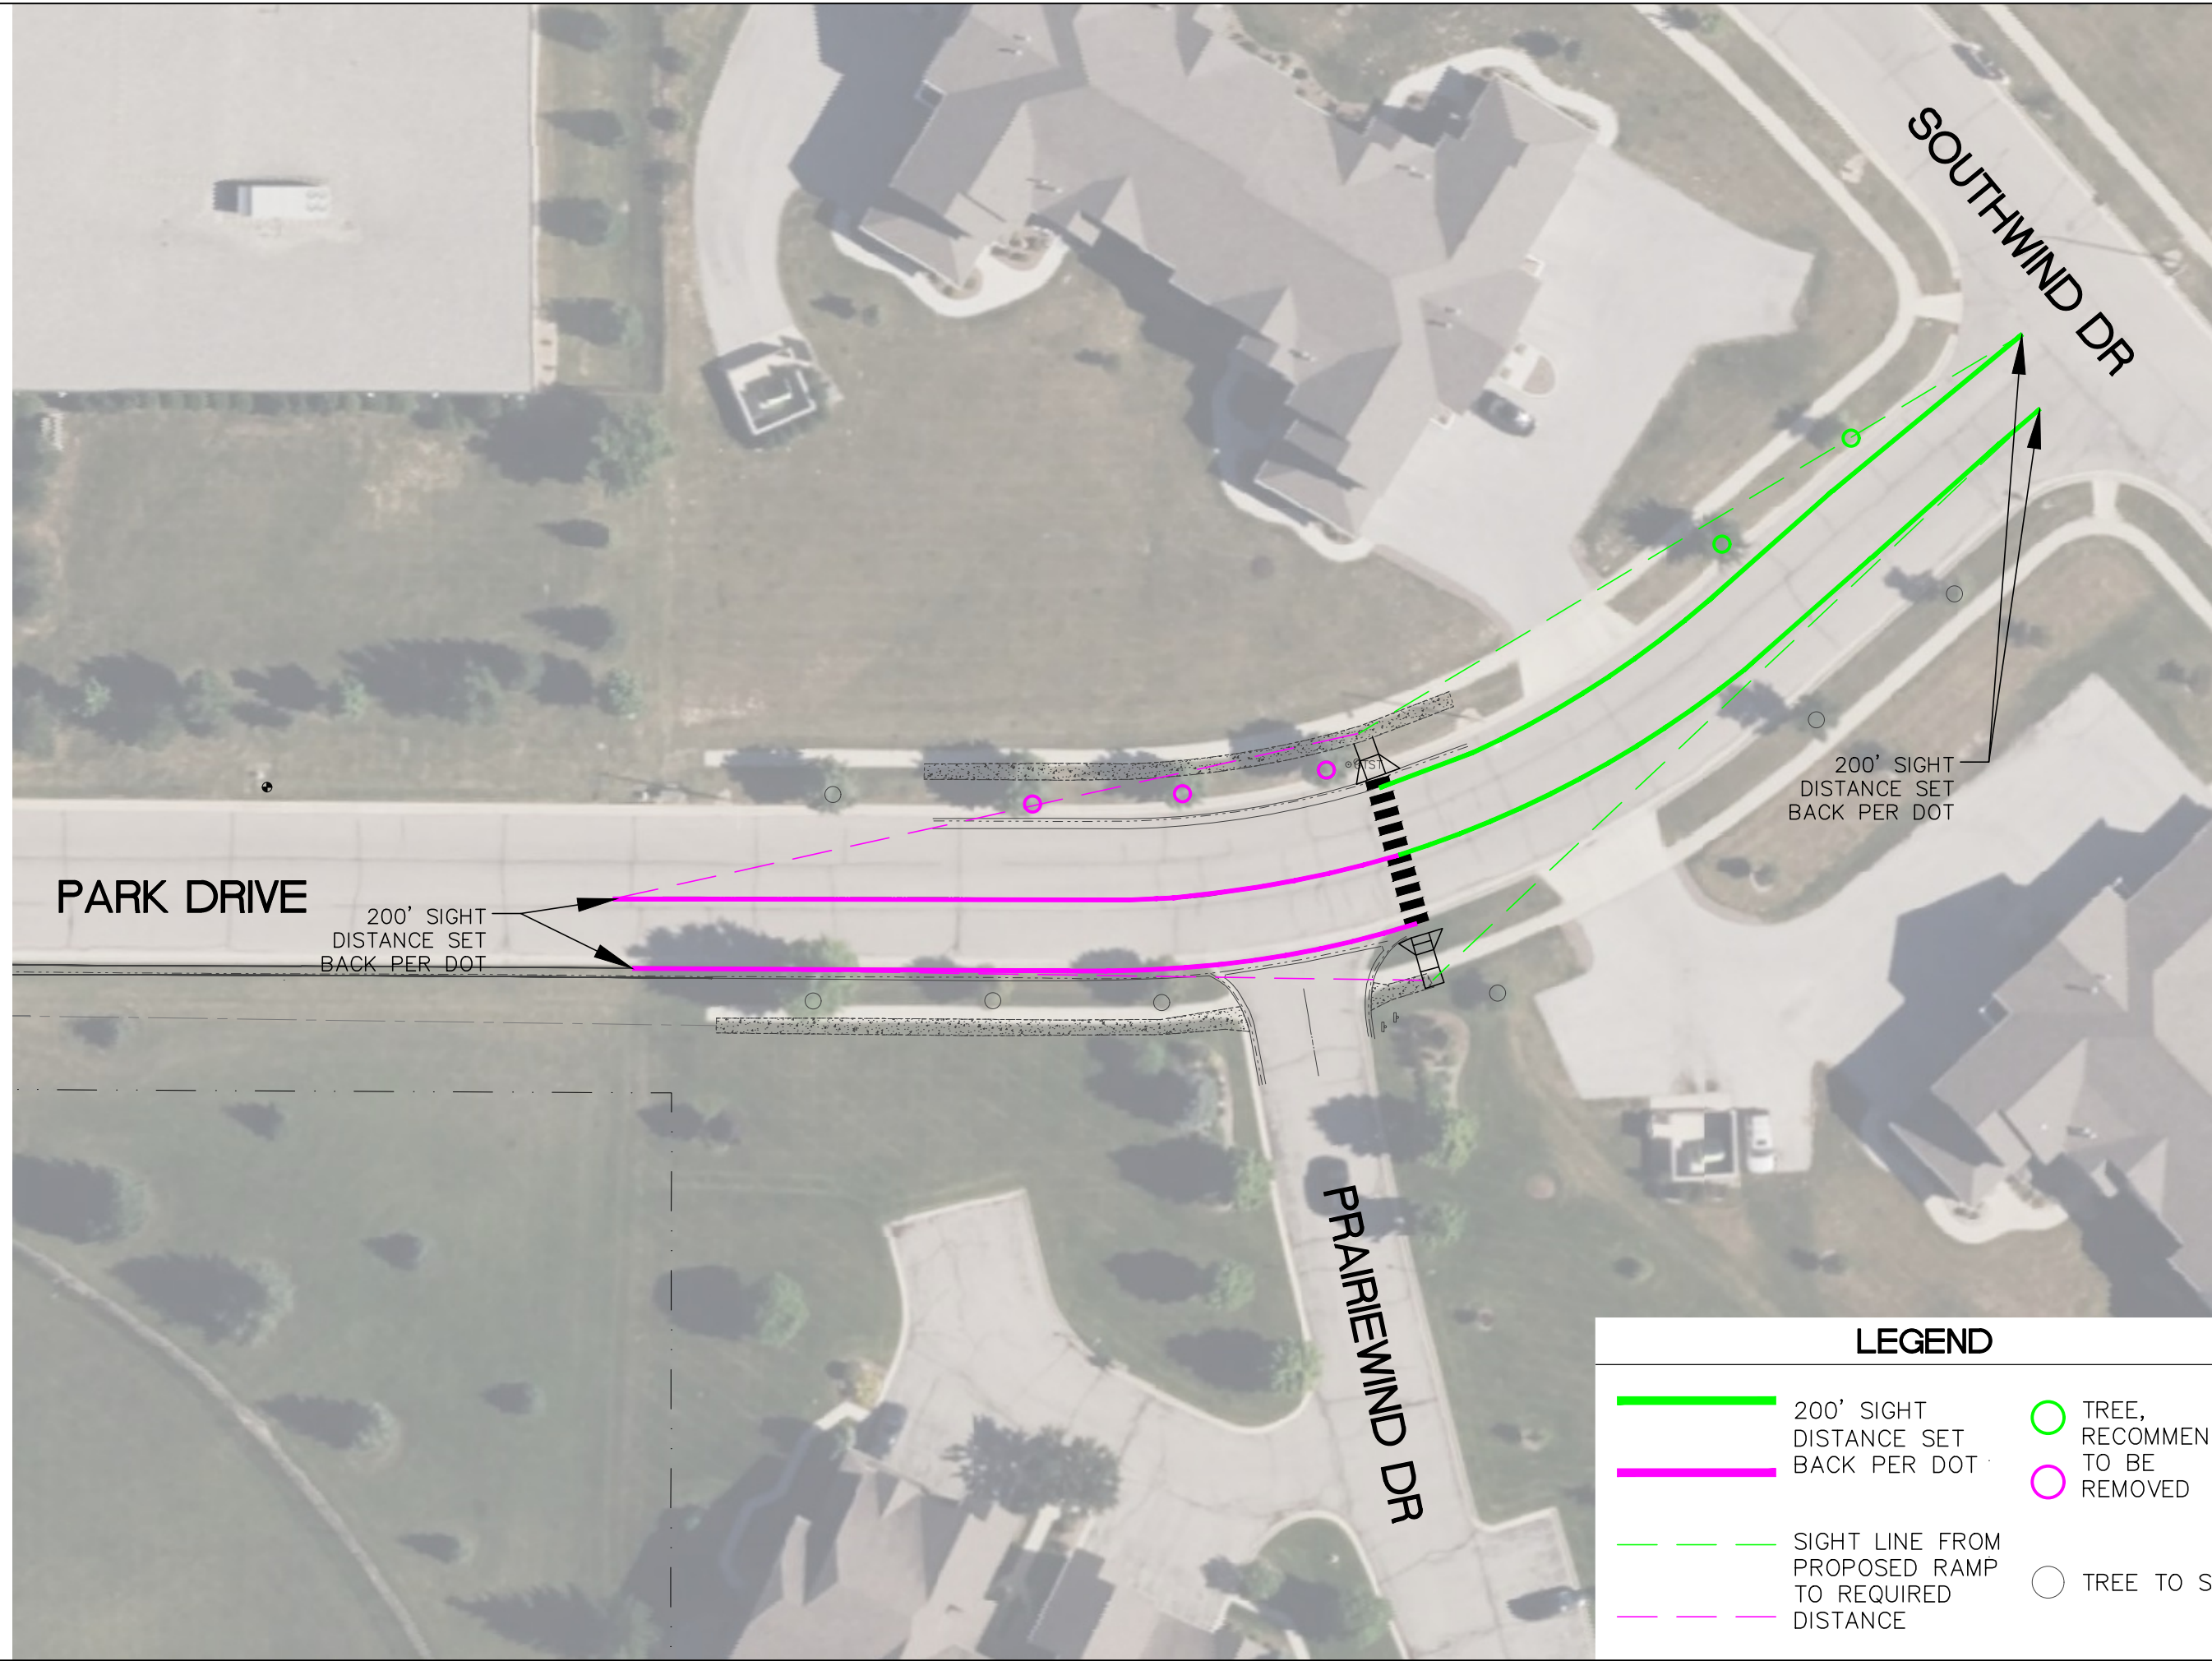 SOUTHWIND DR
200' SIGHT
DISTANCE SET
BACK PER DOT
PARK DRIVE
200' SIGHT
DISTANCE SET
BACK PER DOT
PRAIRIEWIND DR
LEGEND
200' SIGHT
DISTANCE SET
BACK PER DOT
TREE,
RECOMMEN
TO BE
REMOVED
SIGHT LINE FROM
PROPOSED RAMP
TO REQUIRED
DISTANCE
TREE TO S